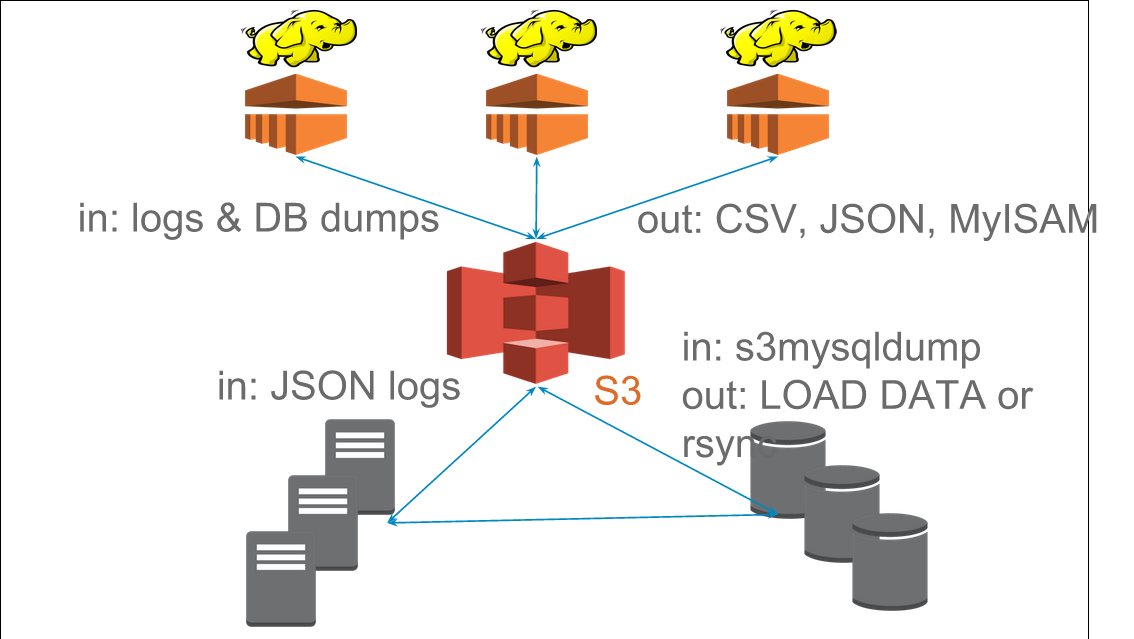 in: logs & DB dumps
out: CSV, JSON, MyISAM
in: s3mysqldump
in: JSON logs
S3
out: LOAD DATA or
rsync